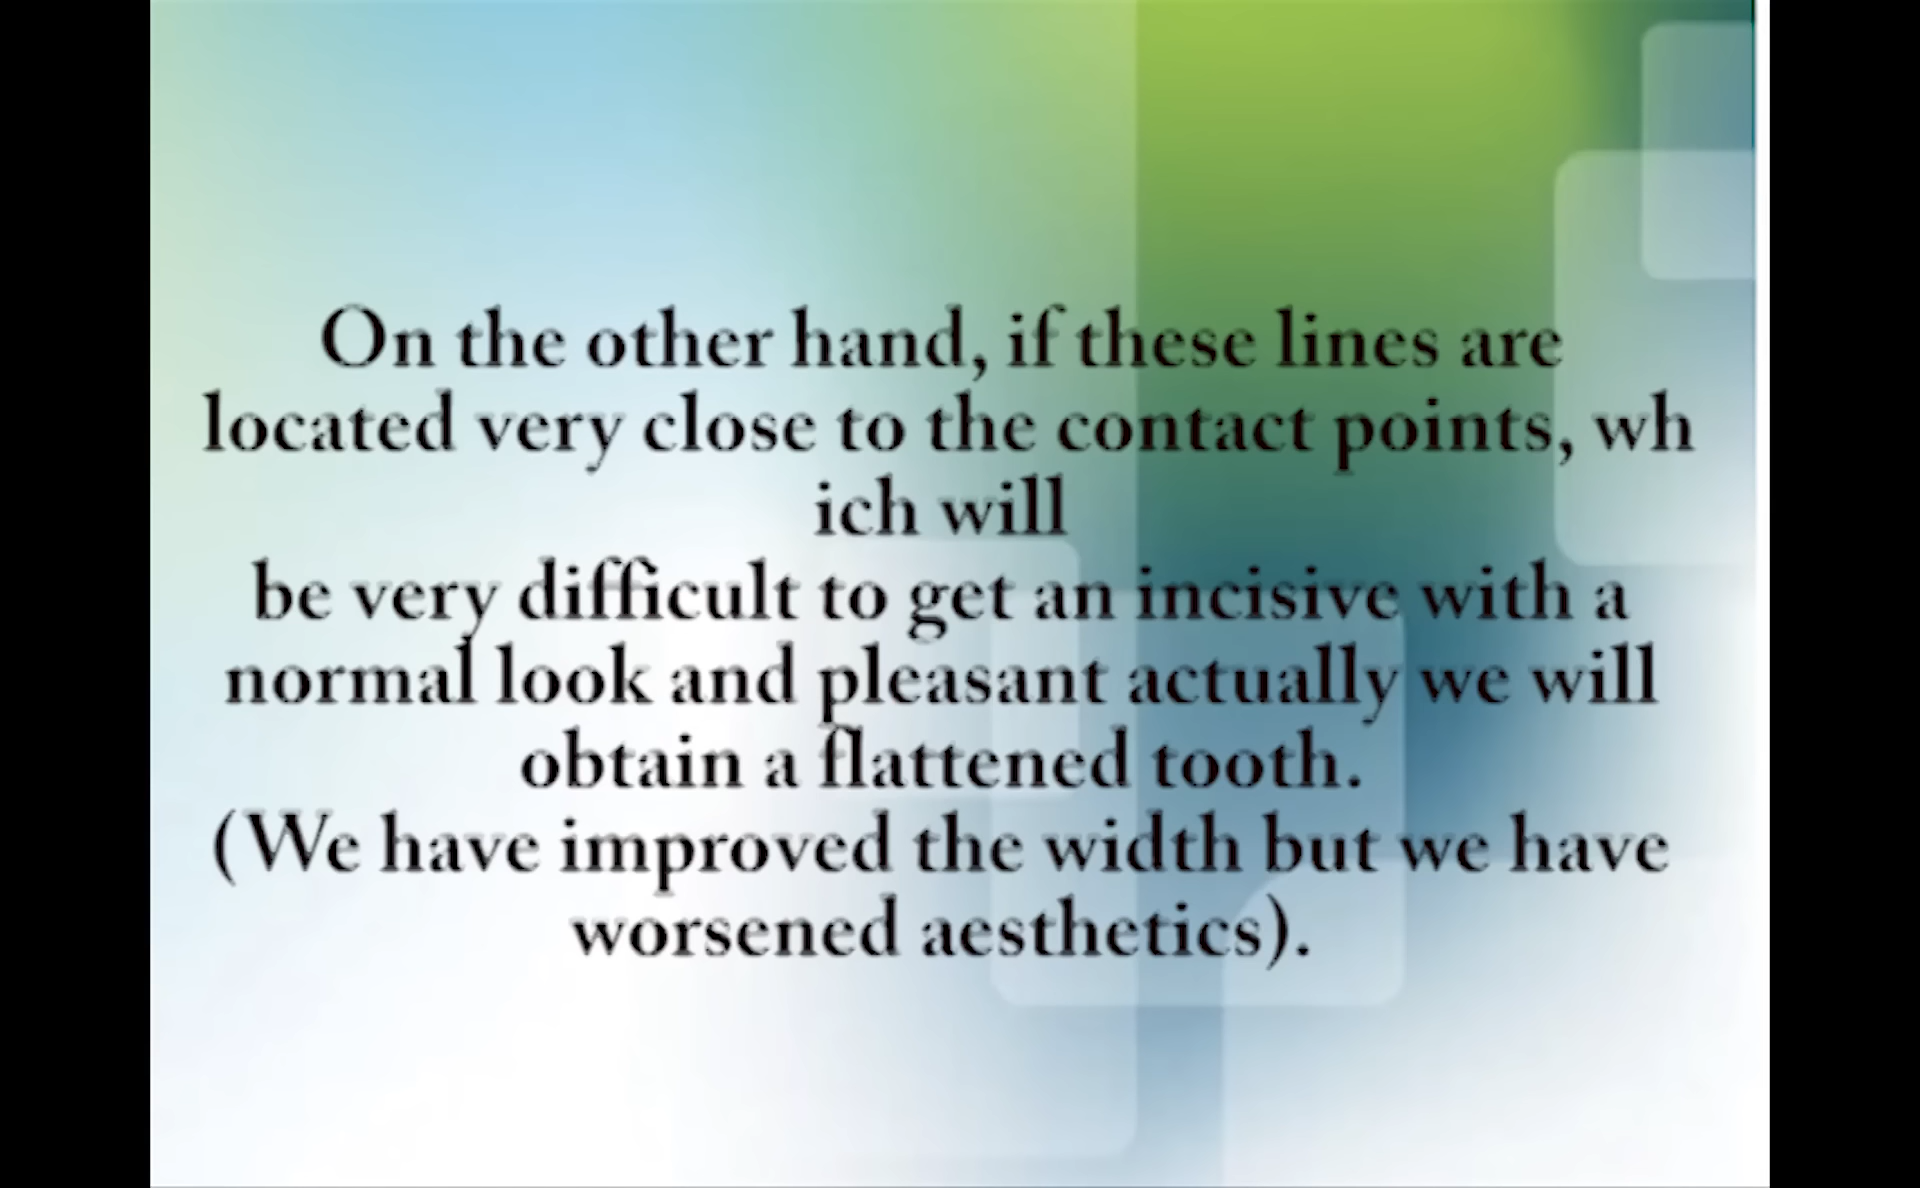 On the other hand, if these lines are
located very close to the contact points, wh
ich will
be very difficult to get an incisive with a
normal look and pleasant actually we will
obtain a flattened tooth.
(We have improved the width but we have
worsened aesthetics).